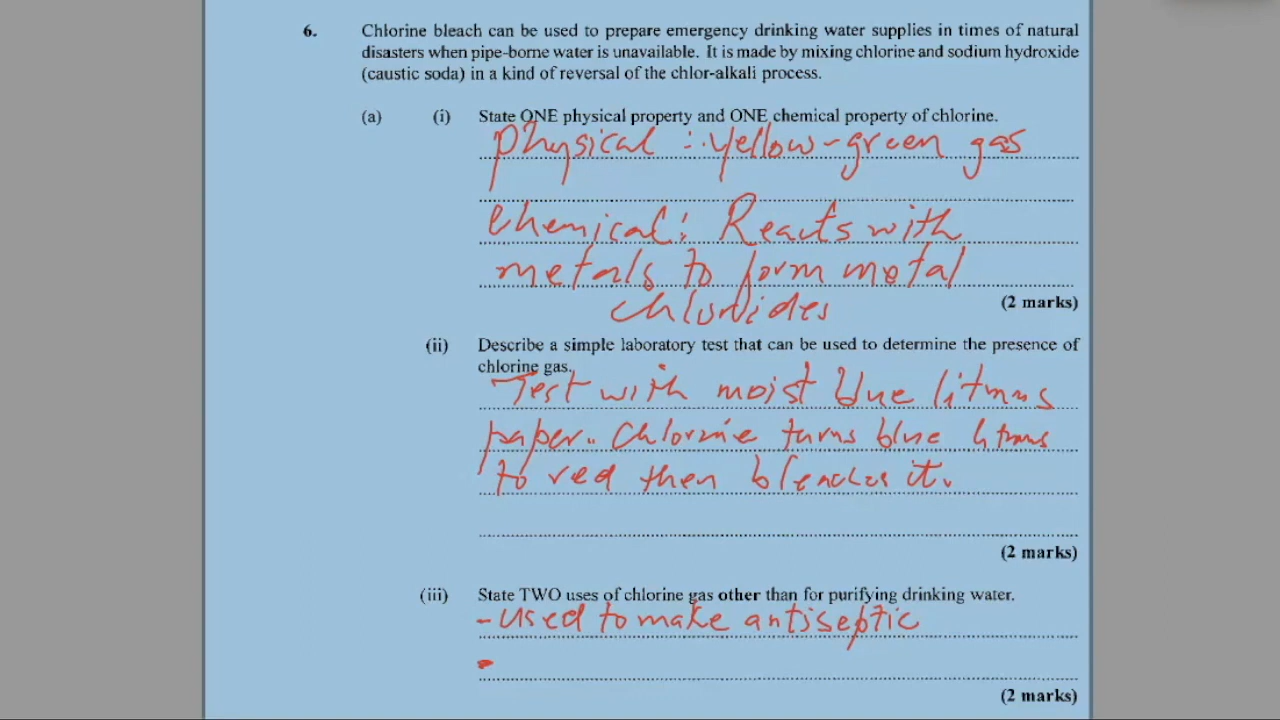 6. Chlorine bleach can be used to prepare emergency drinking water supplies in times of natural
disasters when pipe-borne water is unavailable. It is made by mixing chlorine and sodium hydroxide
(caustic soda) in a kind of reversal of the chlor-alkali process.
(a) (i) State ONE physical property and ONE chemical property of chlorine.
Physical : yellow-green gas
Chemical: Reacts with
metals to form metal
chlorides
(2 marks)
(ii) Describe a simple laboratory test that can be used to determine the presence of
chlorine gas.
Test with moist blue litmus
paper. Chlorine turns blue litmus
to red then bleaches it.
(2 marks)
(iii) State TWO uses of chlorine gas other than for purifying drinking water.
- Used to make antiseptic
-
(2 marks)